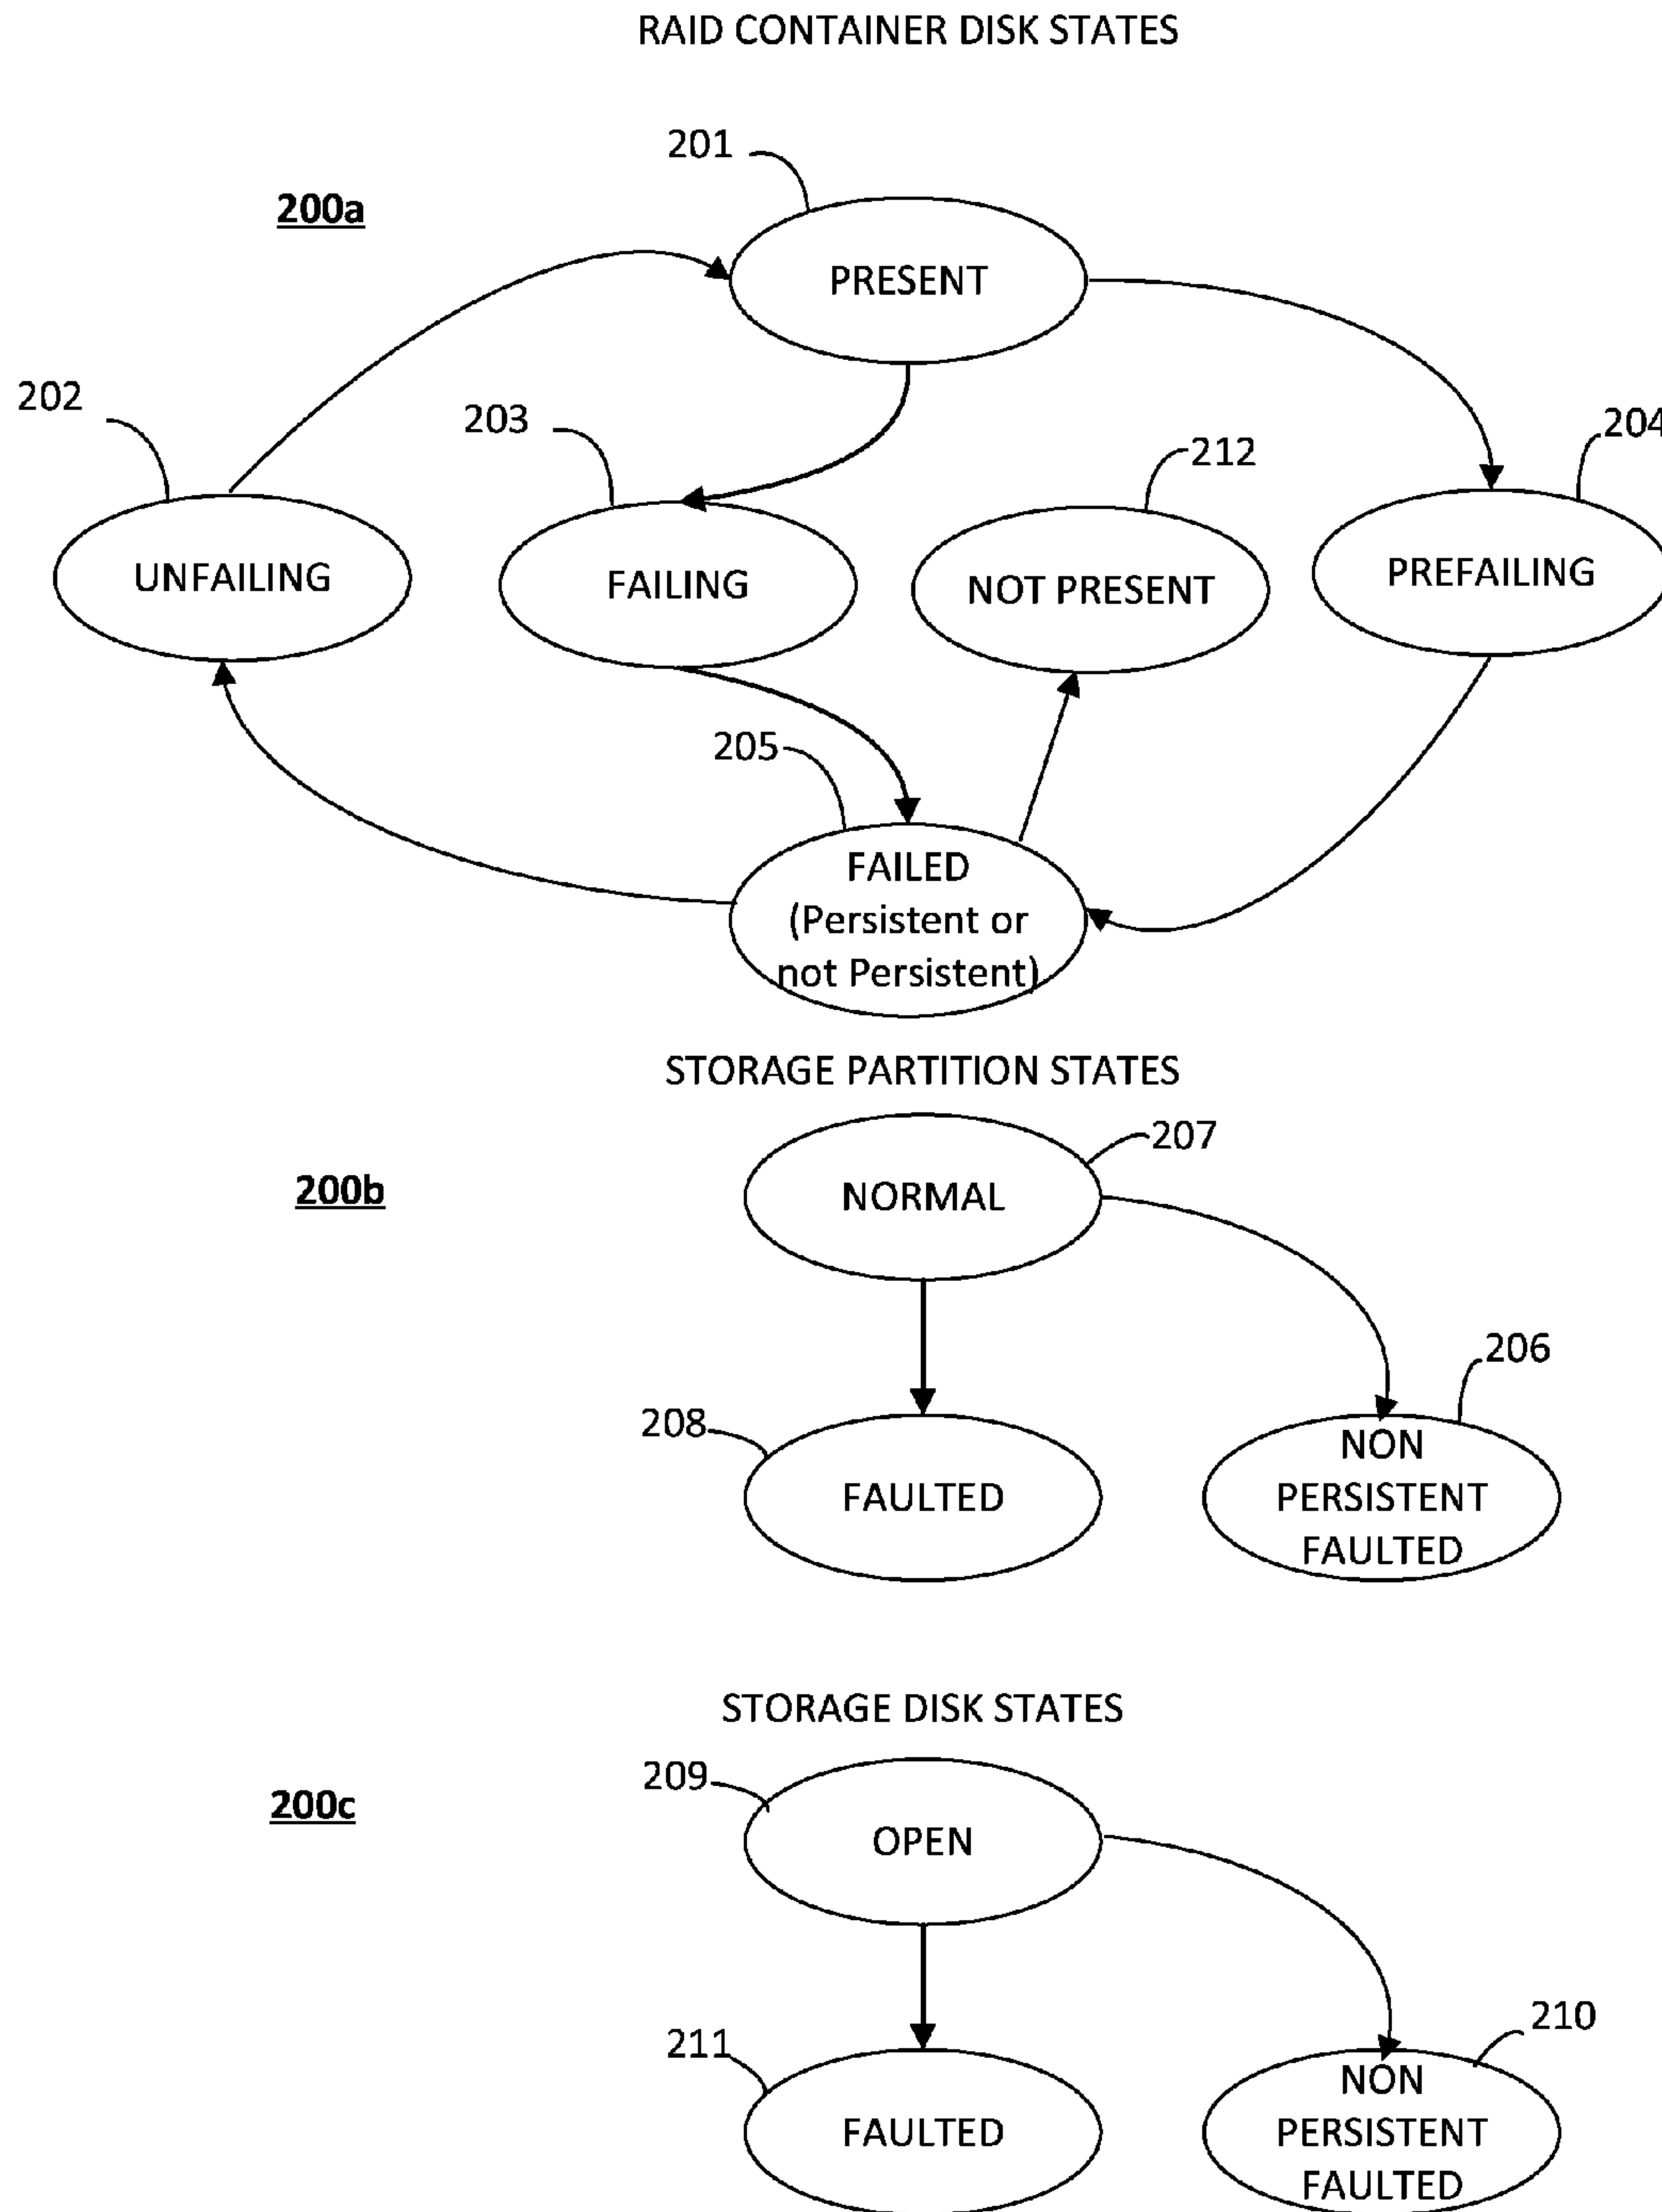 RAID CONTAINER DISK STATES
201
200a
PRESENT
202
203
204
212
UNFAILING
FAILING
NOT PRESENT
PREFAILING
205
FAILED
(Persistent or
not Persistent)
STORAGE PARTITION STATES
207
200b
NORMAL
206
208
NON
PERSISTENT
FAULTED
FAULTED
STORAGE DISK STATES
209
200c
OPEN
210
211
NON
PERSISTENT
FAULTED
FAULTED